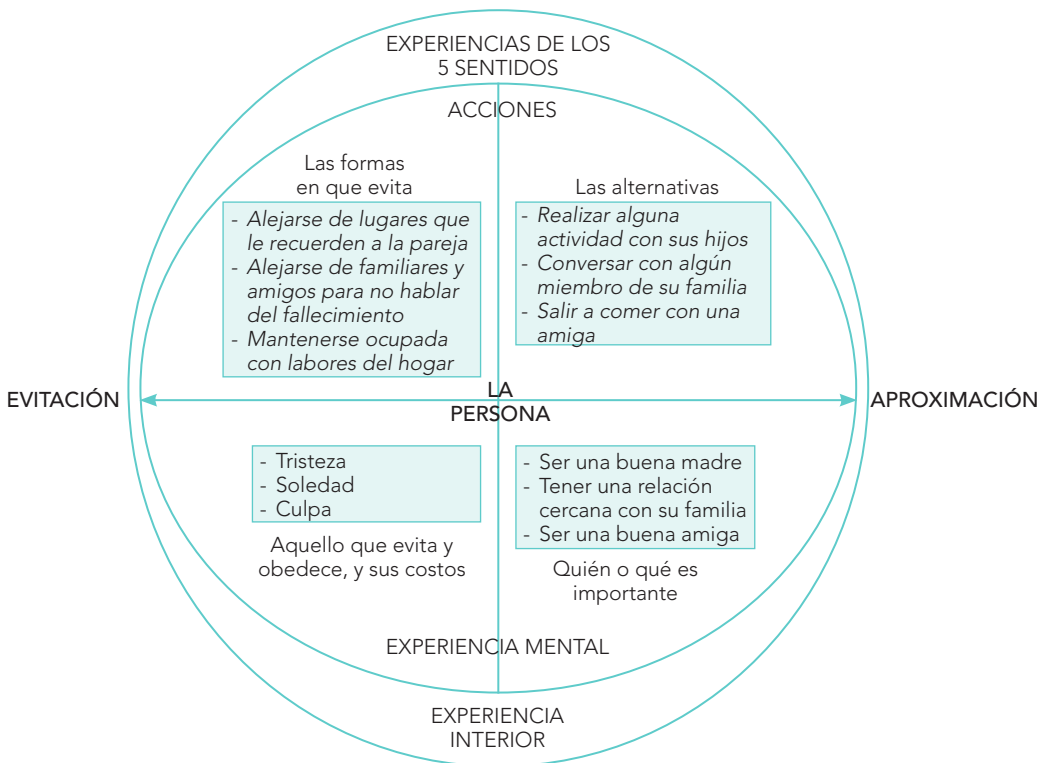 EXPERIENCIAS DE LOS
5 SENTIDOS
ACCIONES
Las formas
en que evita
- Alejarse de lugares que
le recuerden a la pareja
- Alejarse de familiares y
amigos para no hablar
del fallecimiento
- Mantenerse ocupada
con labores del hogar
Las alternativas
- Realizar alguna
actividad con sus hijos
- Conversar con algún
miembro de su familia
- Salir a comer con una
amiga
EVITACIÓN
LA
PERSONA
APROXIMACIÓN
- Tristeza
- Soledad
- Culpa
Aquello que evita y
obedece, y sus costos
- Ser una buena madre
- Tener una relación
cercana con su familia
- Ser una buena amiga
Quién o qué es
importante
EXPERIENCIA MENTAL
EXPERIENCIA
INTERIOR